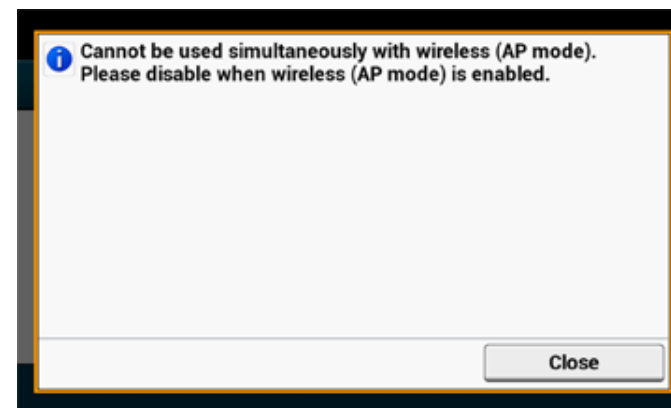 Cannot be used simultaneously with wireless (AP mode).
Please disable when wireless (AP mode) is enabled.
Close